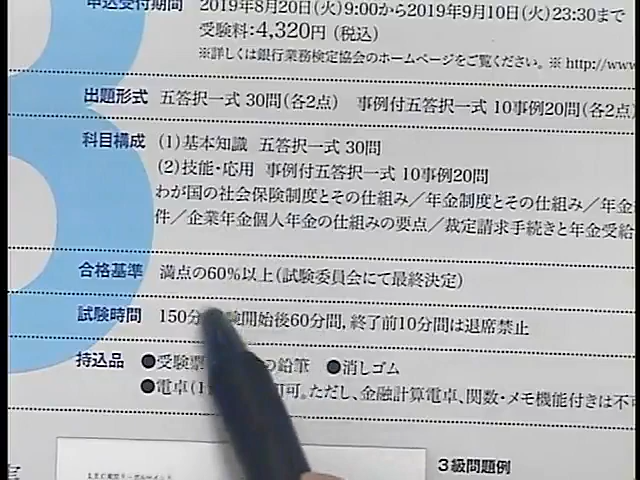 申込受付期間 2019年8月20日(火)9:00から2019年9月10日(火)23:30まで
受験料:4,320円(税込)
※詳しくは銀行業務検定協会のホームページをご覧ください。※ http://www
出題形式 五答択一式 30問(各2点) 事例付五答択一式 10事例20問(各2点)
科目構成 (1)基本知識 五答択一式 30問
(2)技能・応用 事例付五答択一式 10事例20問
わが国の社会保険制度とその仕組み/年金制度とその仕組み/年金
件/企業年金個人年金の仕組みの要点/裁定請求手続きと年金受給
合格基準 満点の60%以上(試験委員会にて最終決定)
試験時間 150分 験開始後60分間,終了前10分間は退席禁止
持込品 ●受験票 の鉛筆 ●消しゴム
●電卓(1 可。ただし、金融計算電卓、関数・メモ機能付きは不可
3級問題例